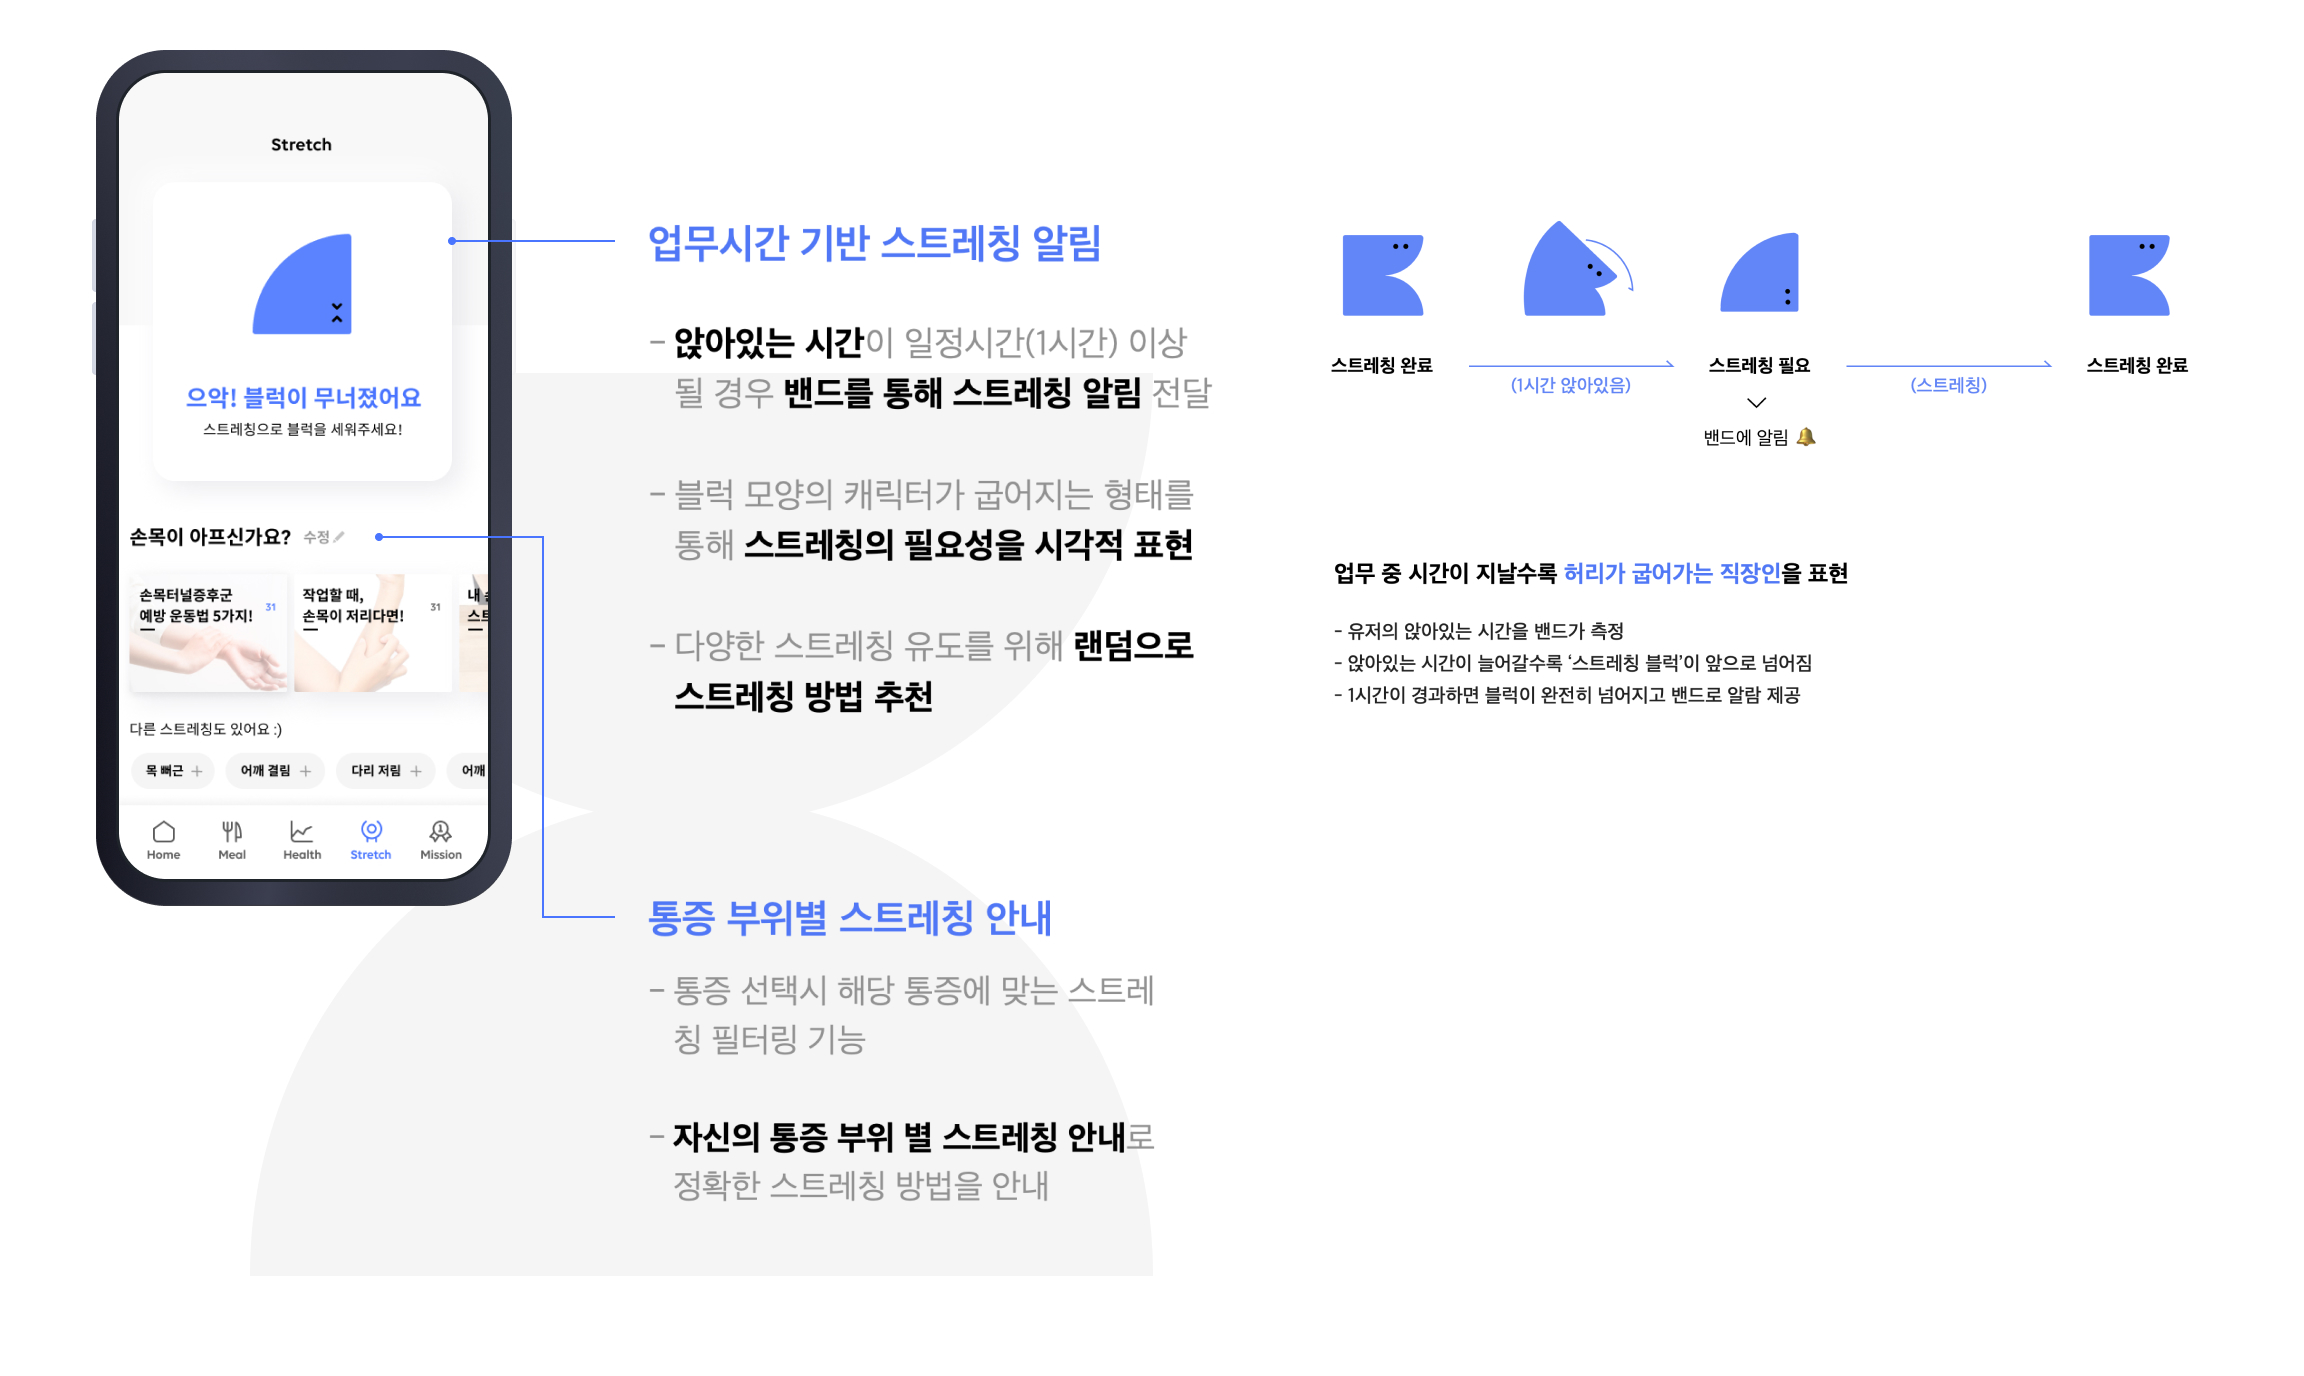 Stretch
으악! 블럭이 무너졌어요
스트레칭으로 블럭을 세워주세요!
손목이 아프신가요? 수정
손목터널증후군
예방 운동법 5가지! 31
작업할 때,
손목이 저리다면! 31
내
스트
다른 스트레칭도 있어요 :)
목 뻐근 +
어깨 결림 +
다리 저림 +
어깨
Home
Meal
Health
Stretch
Mission
업무시간 기반 스트레칭 알림
- 앉아있는 시간이 일정시간(1시간) 이상
될 경우 밴드를 통해 스트레칭 알림 전달
- 블럭 모양의 캐릭터가 굽어지는 형태를
통해 스트레칭의 필요성을 시각적 표현
- 다양한 스트레칭 유도를 위해 랜덤으로
스트레칭 방법 추천
통증 부위별 스트레칭 안내
- 통증 선택시 해당 통증에 맞는 스트레
칭 필터링 기능
- 자신의 통증 부위 별 스트레칭 안내로
정확한 스트레칭 방법을 안내
스트레칭 완료
(1시간 앉아있음)
스트레칭 필요
밴드에 알림
(스트레칭)
스트레칭 완료
업무 중 시간이 지날수록 허리가 굽어가는 직장인을 표현
- 유저의 앉아있는 시간을 밴드가 측정
- 앉아있는 시간이 늘어갈수록 ‘스트레칭 블럭’이 앞으로 넘어짐
- 1시간이 경과하면 블럭이 완전히 넘어지고 밴드로 알람 제공